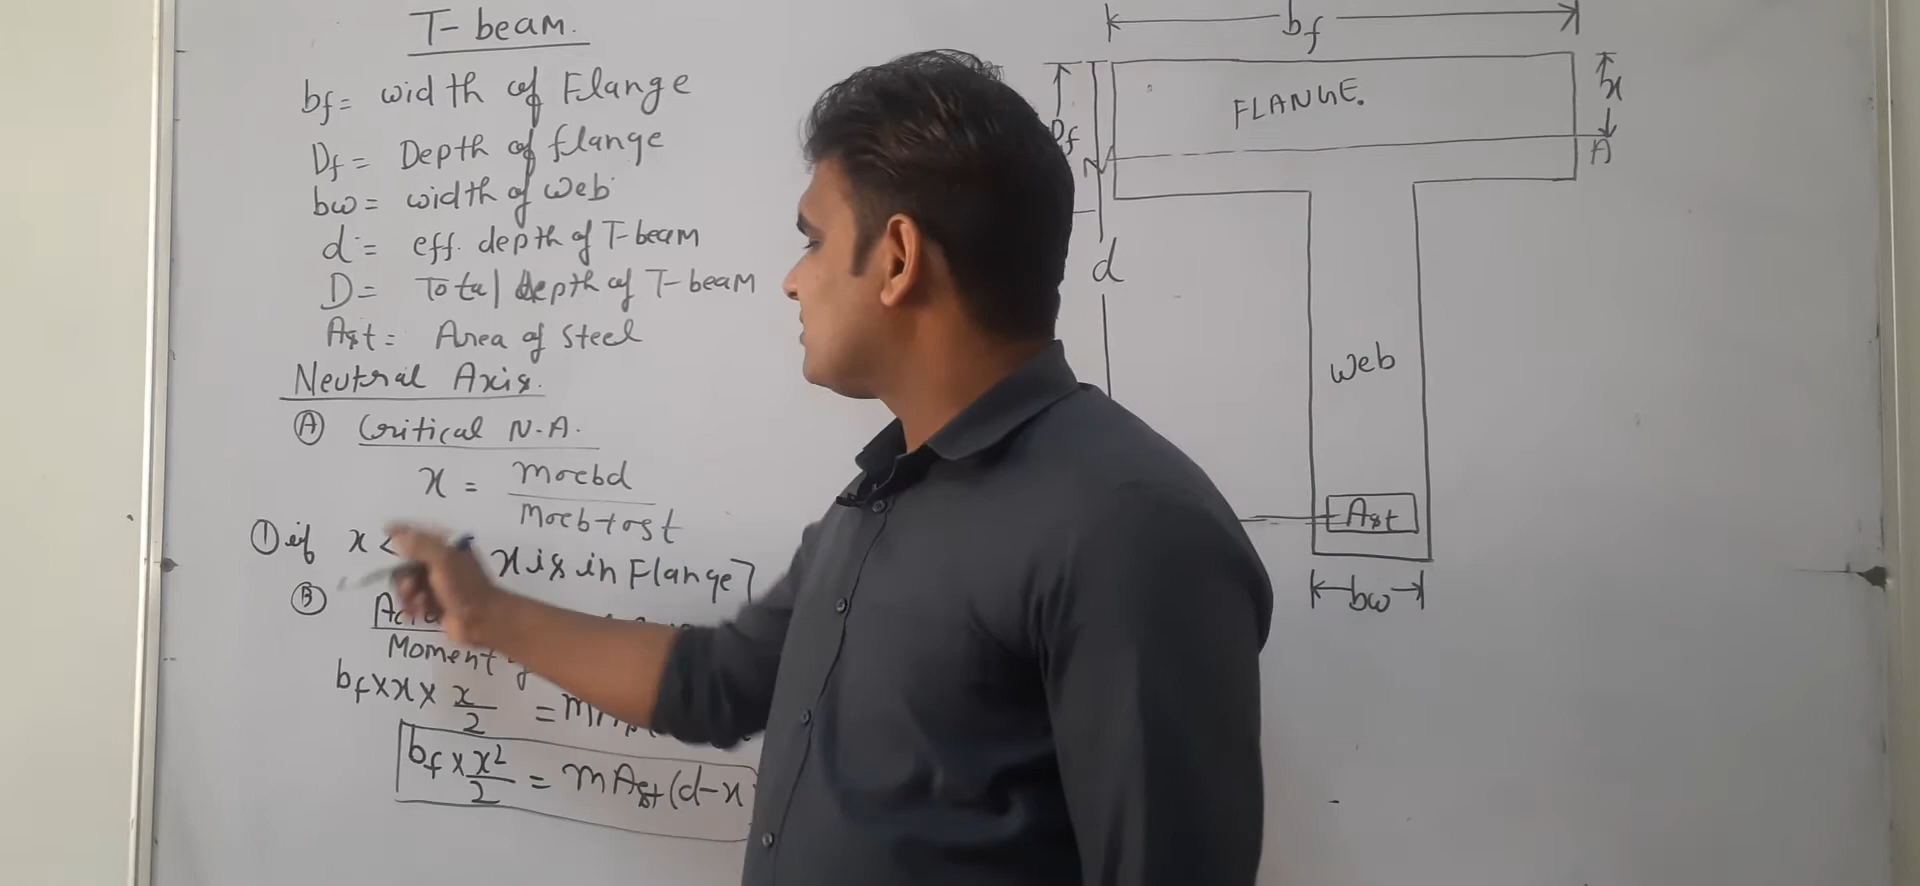 T-beam.
bf = width of Flange
Df = Depth of flange
bw = width of web
d = eff. depth of T-beam
D = Total depth of T-beam
Ast = Area of steel
Neutral Axis.
Ⓐ Critical N.A.
x = mσcbd / mσcb+σst
① if x < x is in Flange]
Ⓑ
Moment
bf × x × x/2 = m
bf × x²/2 = mAst(d-x
bf
FLANGE.
x
Df
N
A
d
Web
Ast
bw